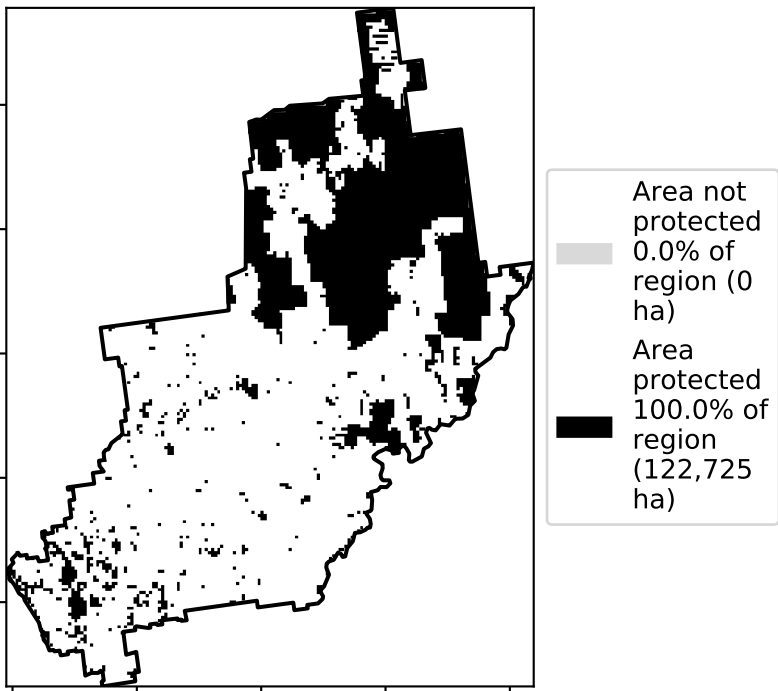 Area not
protected
0.0% of
region (0
ha)
Area
protected
100.0% of
region
(122,725
ha)